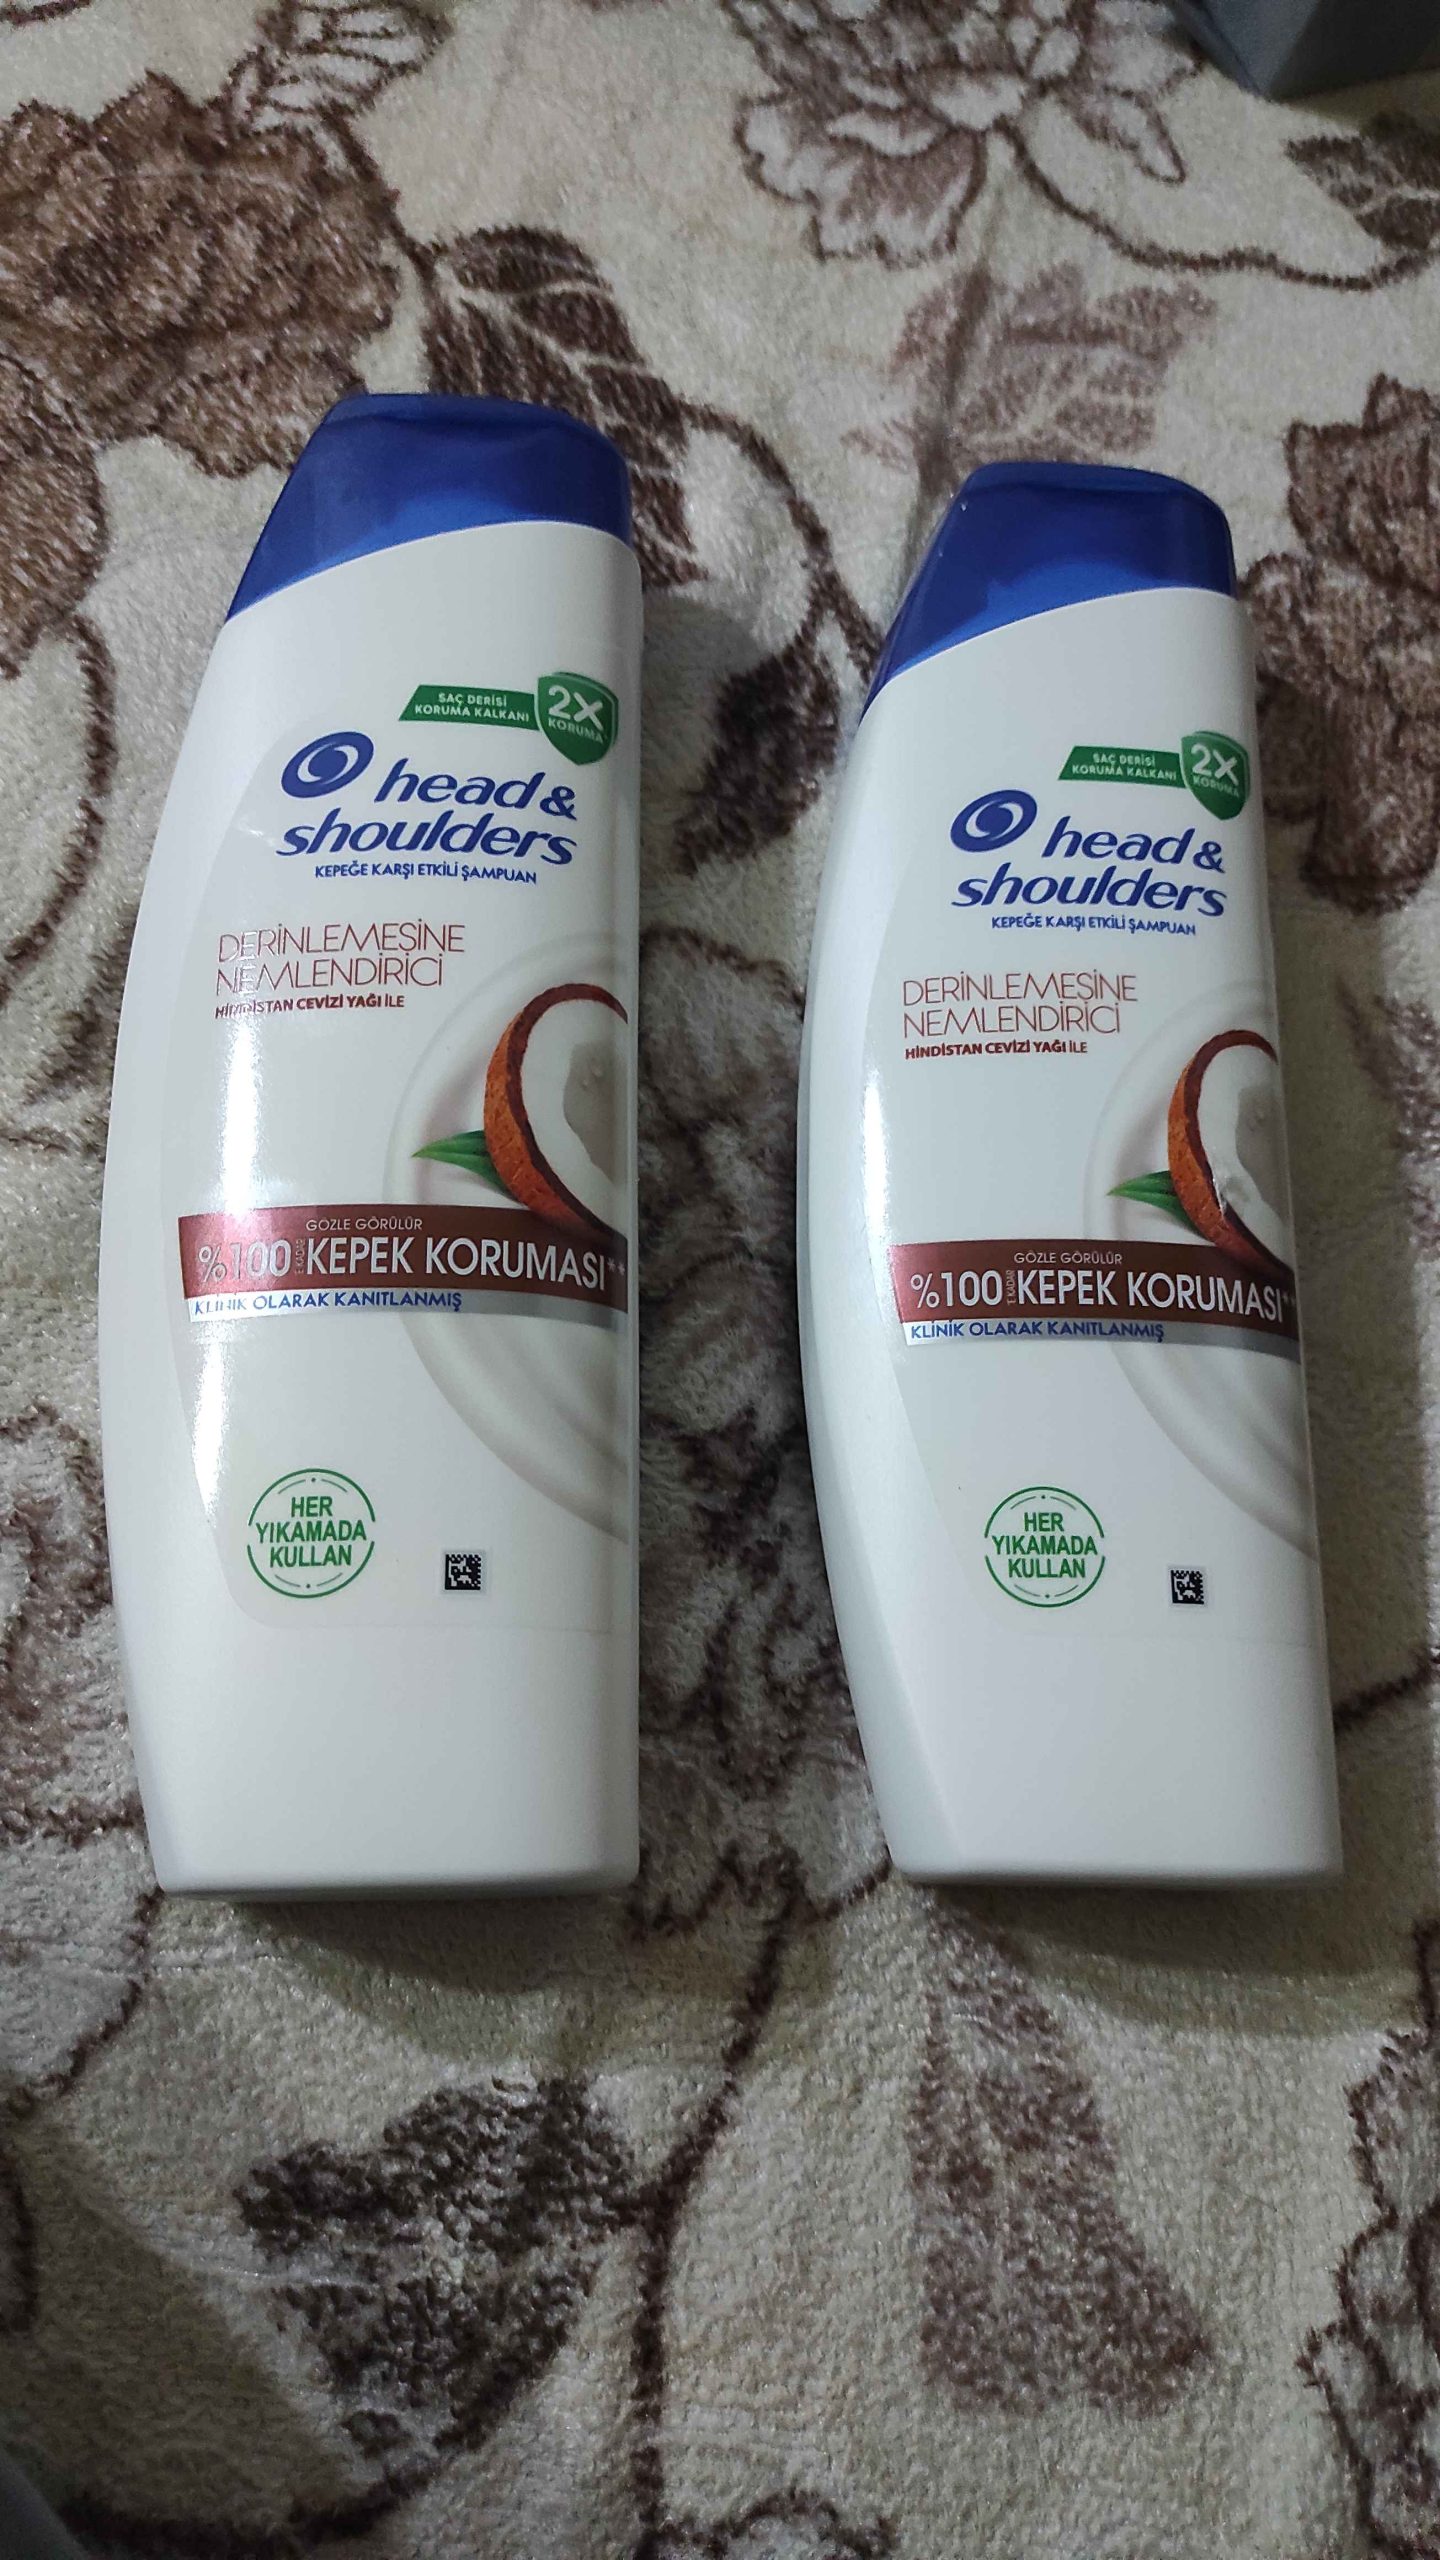 SAÇ DERİSİ
KORUMA KALKANI
2X
KORUMA
head &
shoulders
KEPEĞE KARŞI ETKİLİ ŞAMPUAN
DERİNLEMESİNE
NEMLENDİRİCİ
HİNDİSTAN CEVİZİ YAĞI İLE
GÖZLE GÖRÜLÜR
%100 'E KADAR KEPEK KORUMASI**
KLİNİK OLARAK KANITLANMIŞ
HER
YIKAMADA
KULLAN
SAÇ DERİSİ
KORUMA KALKANI
2X
KORUMA
head &
shoulders
KEPEĞE KARŞI ETKİLİ ŞAMPUAN
DERİNLEMESİNE
NEMLENDİRİCİ
HİNDİSTAN CEVİZİ YAĞI İLE
GÖZLE GÖRÜLÜR
%100 'E KADAR KEPEK KORUMASI**
KLİNİK OLARAK KANITLANMIŞ
HER
YIKAMADA
KULLAN